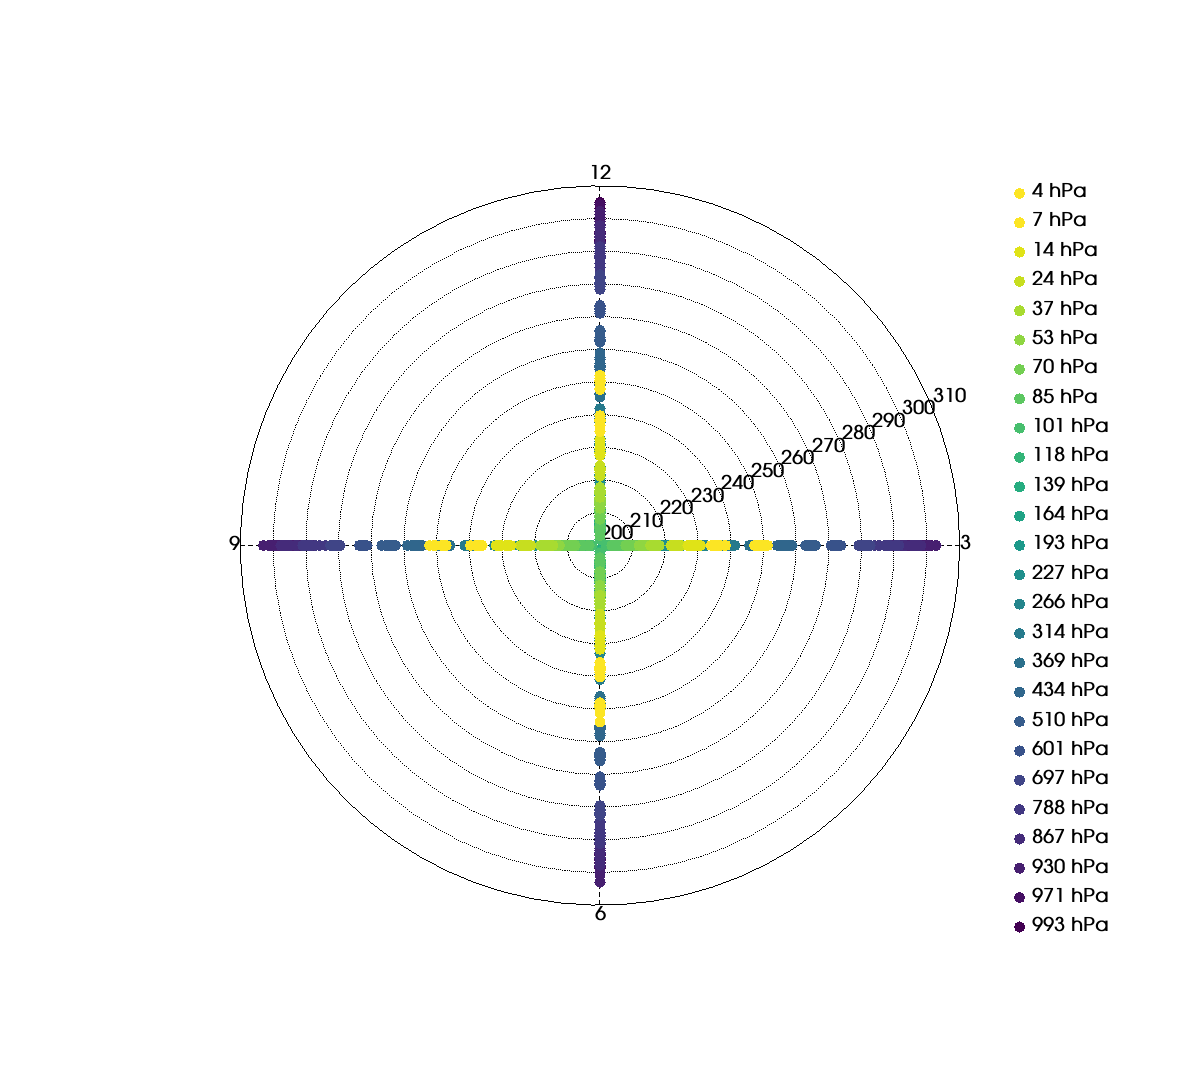 12
9
3
6
200
210
220
230
240
250
260
270
280
290
300
310
4 hPa
7 hPa
14 hPa
24 hPa
37 hPa
53 hPa
70 hPa
85 hPa
101 hPa
118 hPa
139 hPa
164 hPa
193 hPa
227 hPa
266 hPa
314 hPa
369 hPa
434 hPa
510 hPa
601 hPa
697 hPa
788 hPa
867 hPa
930 hPa
971 hPa
993 hPa